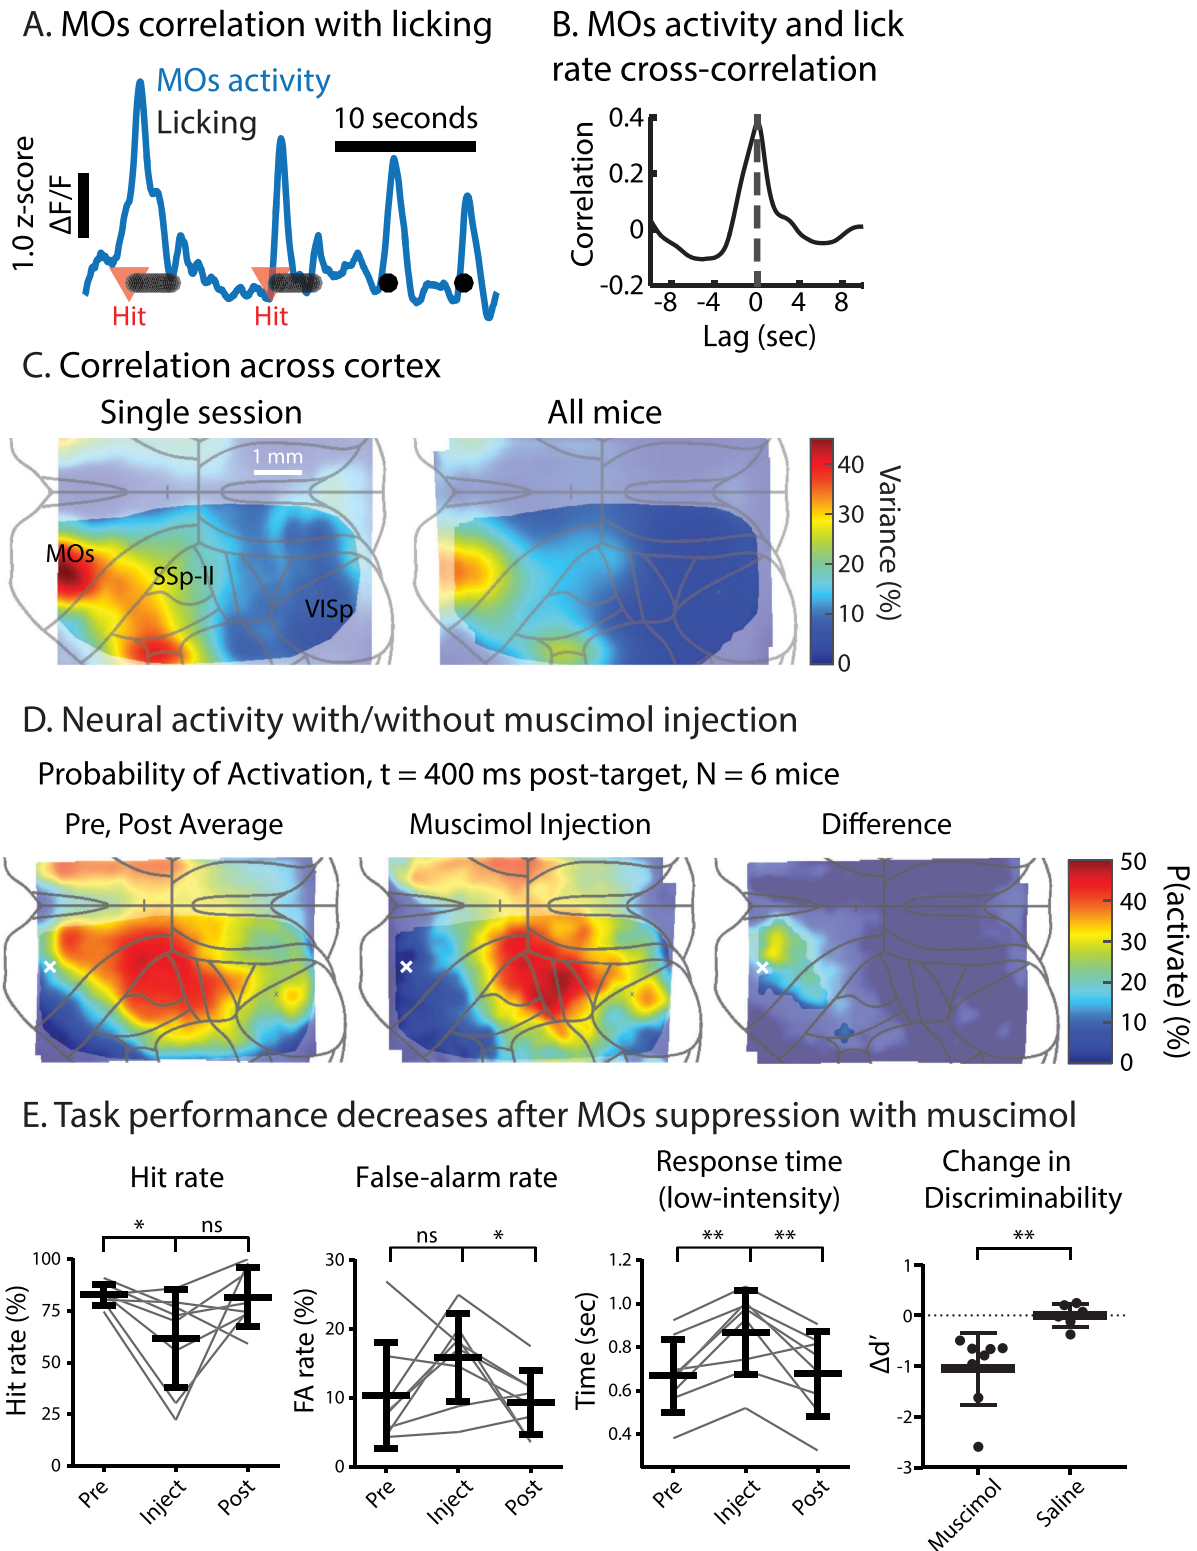 A. MOs correlation with licking
MOs activity
Licking
10 seconds
1.0 z-score
ΔF/F
Hit
Hit
B. MOs activity and lick
rate cross-correlation
Correlation
0.4
0.2
0
-0.2
-8 -4 0 4 8
Lag (sec)
C. Correlation across cortex
Single session
All mice
1 mm
MOs
SSp-ll
VISp
40
30
20
10
0
Variance (%)
D. Neural activity with/without muscimol injection
Probability of Activation, t = 400 ms post-target, N = 6 mice
Pre, Post Average
Muscimol Injection
Difference
50
40
30
20
10
0
P(activate) (%)
E. Task performance decreases after MOs suppression with muscimol
Hit rate
* ns
Hit rate (%)
100
75
50
25
0
Pre Inject Post
False-alarm rate
ns *
FA rate (%)
30
20
10
0
Pre Inject Post
Response time
(low-intensity)
** **
Time (sec)
1.2
1.0
0.8
0.6
0.4
Pre Inject Post
Change in
Discriminability
**
Δd′
1
0
-1
-2
-3
Muscimol Saline